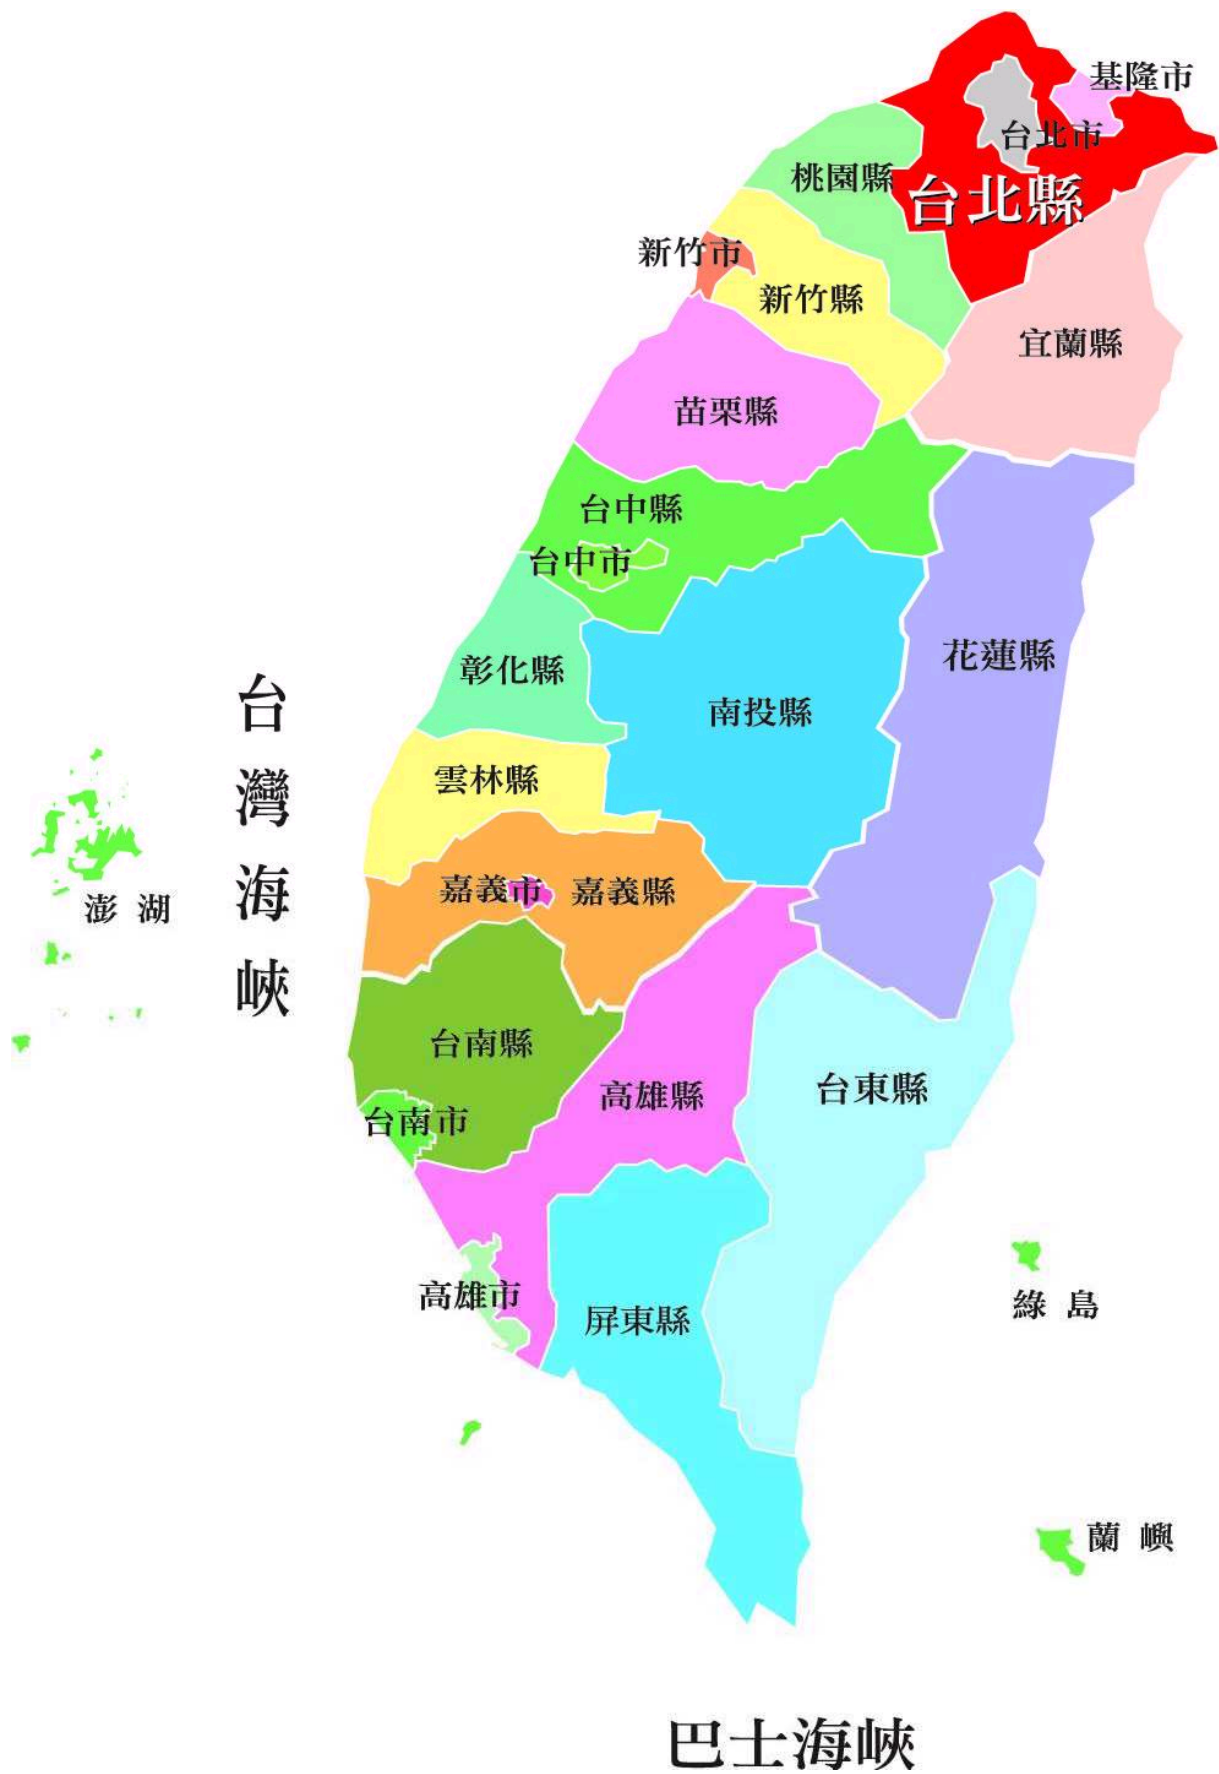 基隆市
台北市
桃園縣
台北縣
新竹市
新竹縣
宜蘭縣
苗栗縣
台中縣
台中市
彰化縣
花蓮縣
南投縣
台灣海峽
雲林縣
嘉義市
嘉義縣
澎湖
台南縣
高雄縣
台東縣
台南市
高雄市
綠島
屏東縣
蘭嶼
巴士海峽